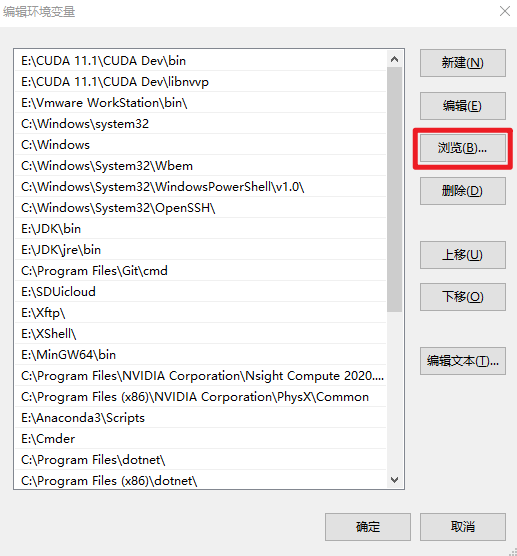 编辑环境变量
E:\CUDA 11.1\CUDA Dev\bin
E:\CUDA 11.1\CUDA Dev\libnvvp
E:\Vmware WorkStation\bin\
C:\Windows\system32
C:\Windows
C:\Windows\System32\Wbem
C:\Windows\System32\WindowsPowerShell\v1.0\
C:\Windows\System32\OpenSSH\
E:\JDK\bin
E:\JDK\jre\bin
C:\Program Files\Git\cmd
E:\SDUicloud
E:\Xftp\
E:\XShell\
E:\MinGW64\bin
C:\Program Files\NVIDIA Corporation\Nsight Compute 2020....
C:\Program Files (x86)\NVIDIA Corporation\PhysX\Common
E:\Anaconda3\Scripts
E:\Cmder
C:\Program Files\dotnet\
C:\Program Files (x86)\dotnet\
新建(N)
编辑(E)
浏览(B)...
删除(D)
上移(U)
下移(O)
编辑文本(T)...
确定
取消